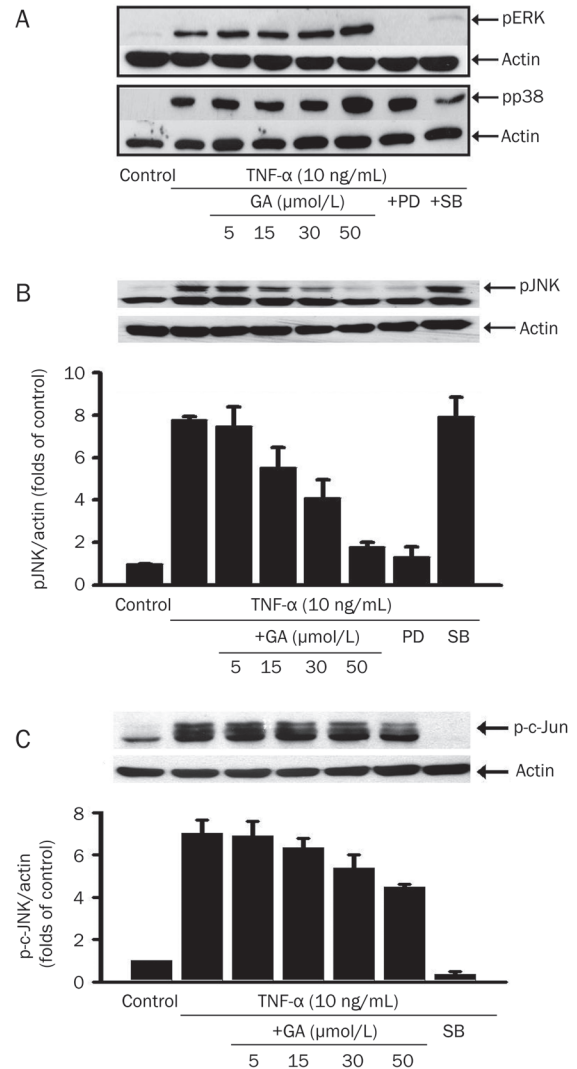 A
pERK
Actin
pp38
Actin
Control TNF-α (10 ng/mL)
GA (µmol/L) +PD +SB
5 15 30 50
B
pJNK
Actin
pJNK/actin (folds of control)
10
8
6
4
2
0
Control TNF-α (10 ng/mL)
+GA (µmol/L) PD SB
5 15 30 50
C
p-c-Jun
Actin
p-c-JNK/actin
(folds of control)
8
6
4
2
0
Control TNF-α (10 ng/mL)
+GA (µmol/L) SB
5 15 30 50